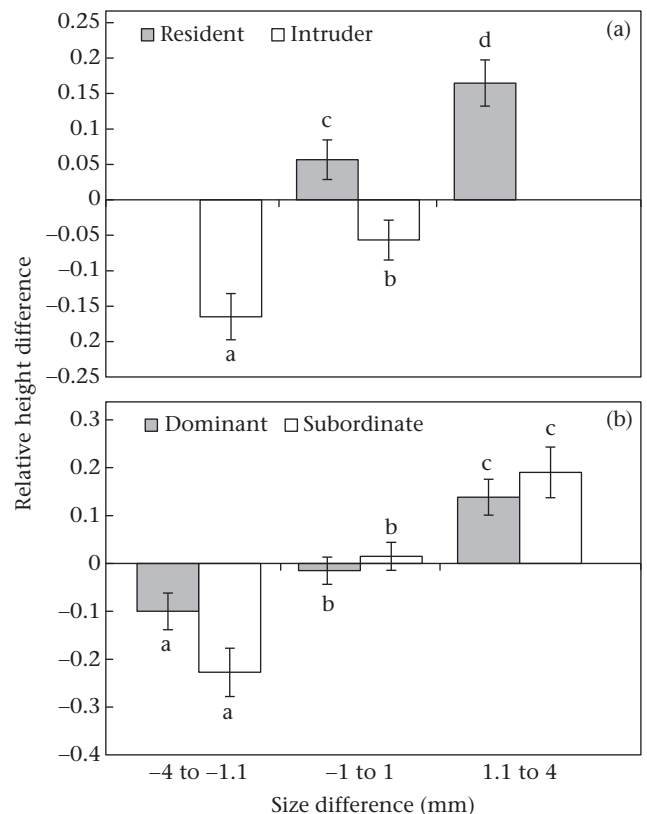 Relative height difference
0.25
0.2
0.15
0.1
0.05
0
−0.05
−0.1
−0.15
0.2
−0.25
Resident Intruder
(a)
a
c
b
d
0.3
0.2
0.1
0
−0.1
−0.2
−0.3
−0.4
Dominant Subordinate
(b)
a
a
b
b
c
c
−4 to −1.1 −1 to 1 1.1 to 4
Size difference (mm)